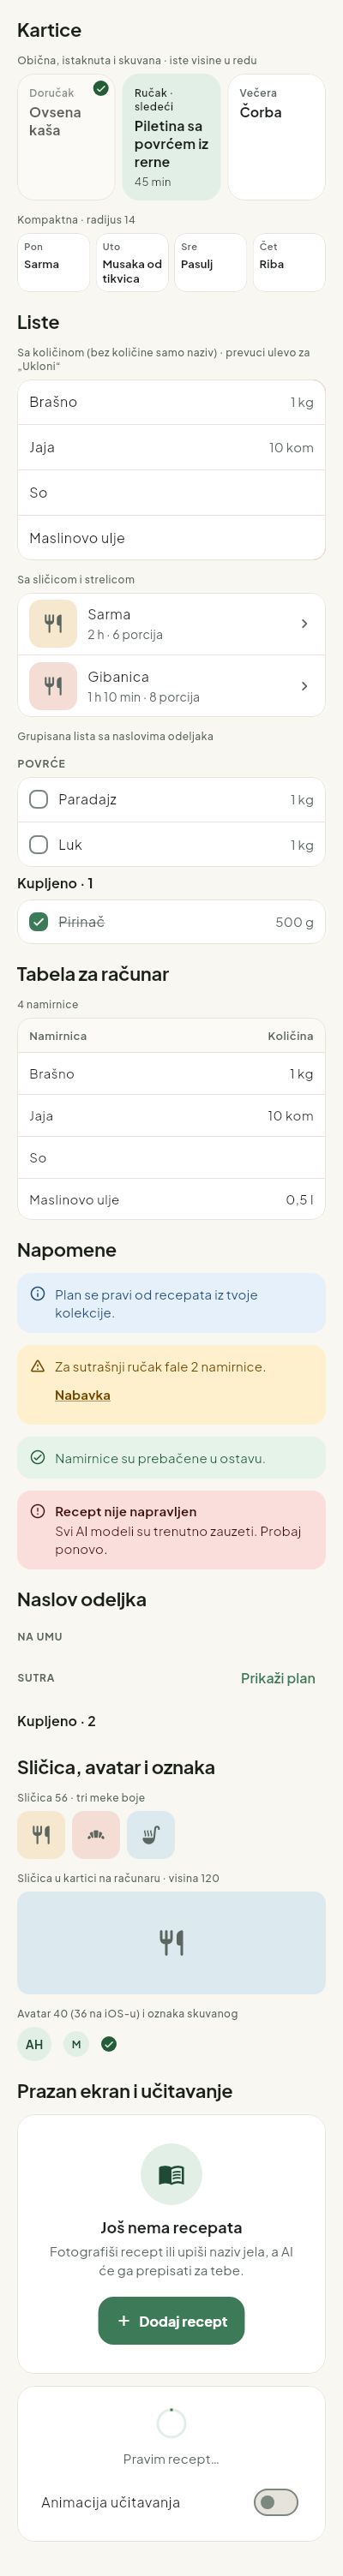 Kartice
Obična, istaknuta i skuvana · iste visine u redu
Doručak
Ovsena
kaša
Ručak ·
sledeći
Piletina sa
povrćem iz
rerne
45 min
Večera
Čorba
Kompaktna · radijus 14
Pon
Sarma
Uto
Musaka od
tikvica
Sre
Pasulj
Čet
Riba
Liste
Sa količinom (bez količine samo naziv) · prevuci ulevo za
„Ukloni“
Brašno 1 kg
Jaja 10 kom
So
Maslinovo ulje
Sa sličicom i strelicom
Sarma
2 h · 6 porcija
Gibanica
1 h 10 min · 8 porcija
Grupisana lista sa naslovima odeljaka
POVRĆE
Paradajz 1 kg
Luk 1 kg
Kupljeno · 1
Pirinač 500 g
Tabela za računar
4 namirnice
Namirnica Količina
Brašno 1 kg
Jaja 10 kom
So
Maslinovo ulje 0,5 l
Napomene
Plan se pravi od recepata iz tvoje
kolekcije.
Za sutrašnji ručak fale 2 namirnice.
Nabavka
Namirnice su prebačene u ostavu.
Recept nije napravljen
Svi AI modeli su trenutno zauzeti. Probaj
ponovo.
Naslov odeljka
NA UMU
SUTRA Prikaži plan
Kupljeno · 2
Sličica, avatar i oznaka
Sličica 56 · tri meke boje
Sličica u kartici na računaru · visina 120
Avatar 40 (36 na iOS-u) i oznaka skuvanog
AH M
Prazan ekran i učitavanje
Još nema recepata
Fotografiši recept ili upiši naziv jela, a AI
će ga prepisati za tebe.
+ Dodaj recept
Pravim recept…
Animacija učitavanja